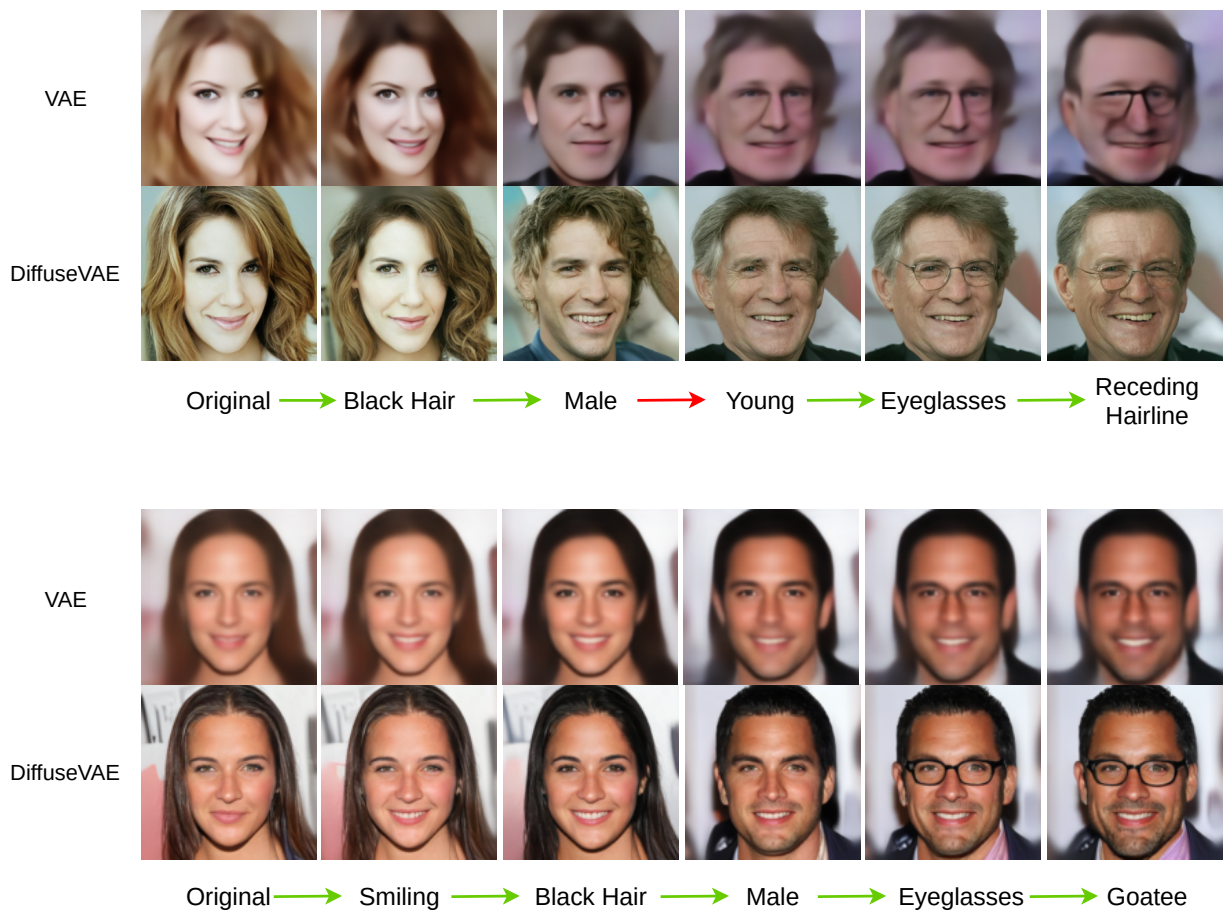 VAE
DiffuseVAE
Original Black Hair Male Young Eyeglasses Receding
Hairline
VAE
DiffuseVAE
Original Smiling Black Hair Male Eyeglasses Goatee